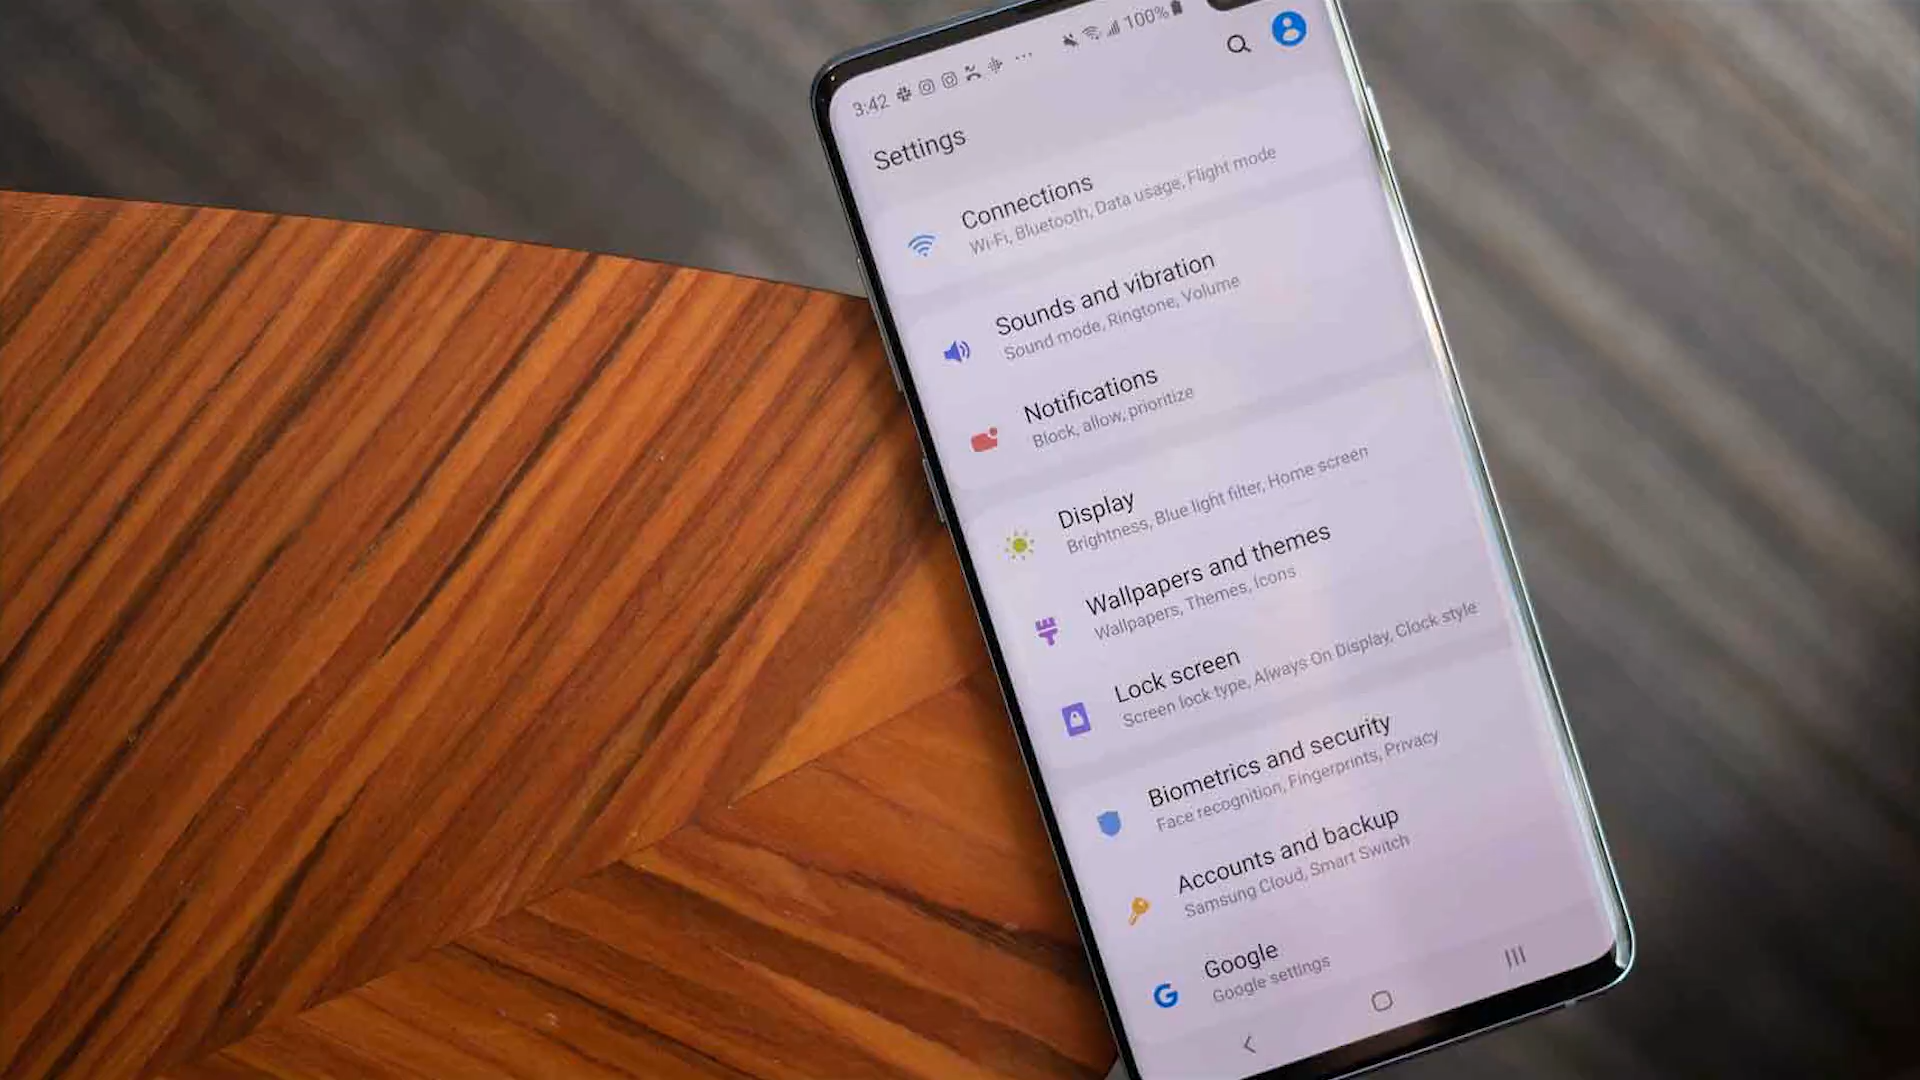 3:42
100%
Settings
Connections
Wi-Fi, Bluetooth, Data usage, Flight mode
Sounds and vibration
Sound mode, Ringtone, Volume
Notifications
Block, allow, prioritize
Display
Brightness, Blue light filter, Home screen
Wallpapers and themes
Wallpapers, Themes, Icons
Lock screen
Screen lock type, Always On Display, Clock style
Biometrics and security
Face recognition, Fingerprints, Privacy
Accounts and backup
Samsung Cloud, Smart Switch
Google
Google settings